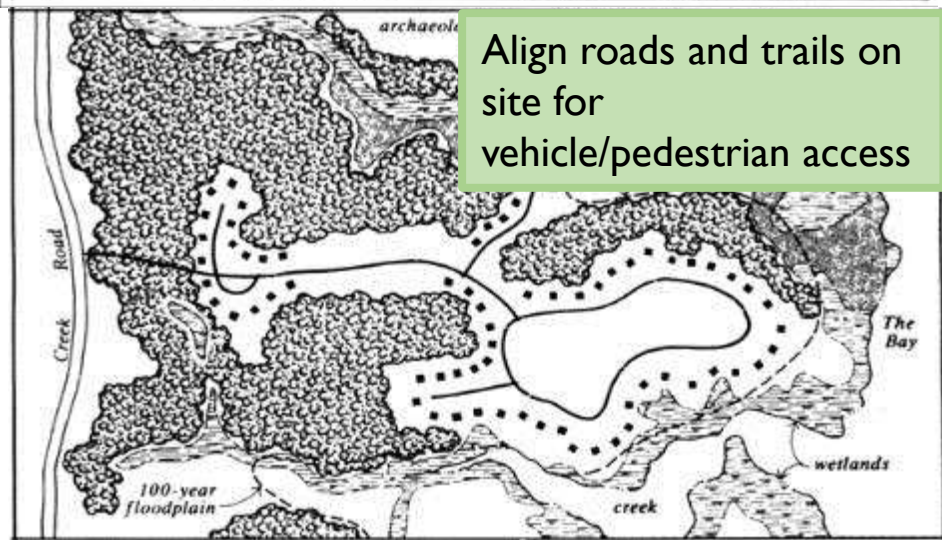 Align roads and trails on
site for
vehicle/pedestrian access
Creek Road
The
Bay
wetlands
100-year
floodplain
creek